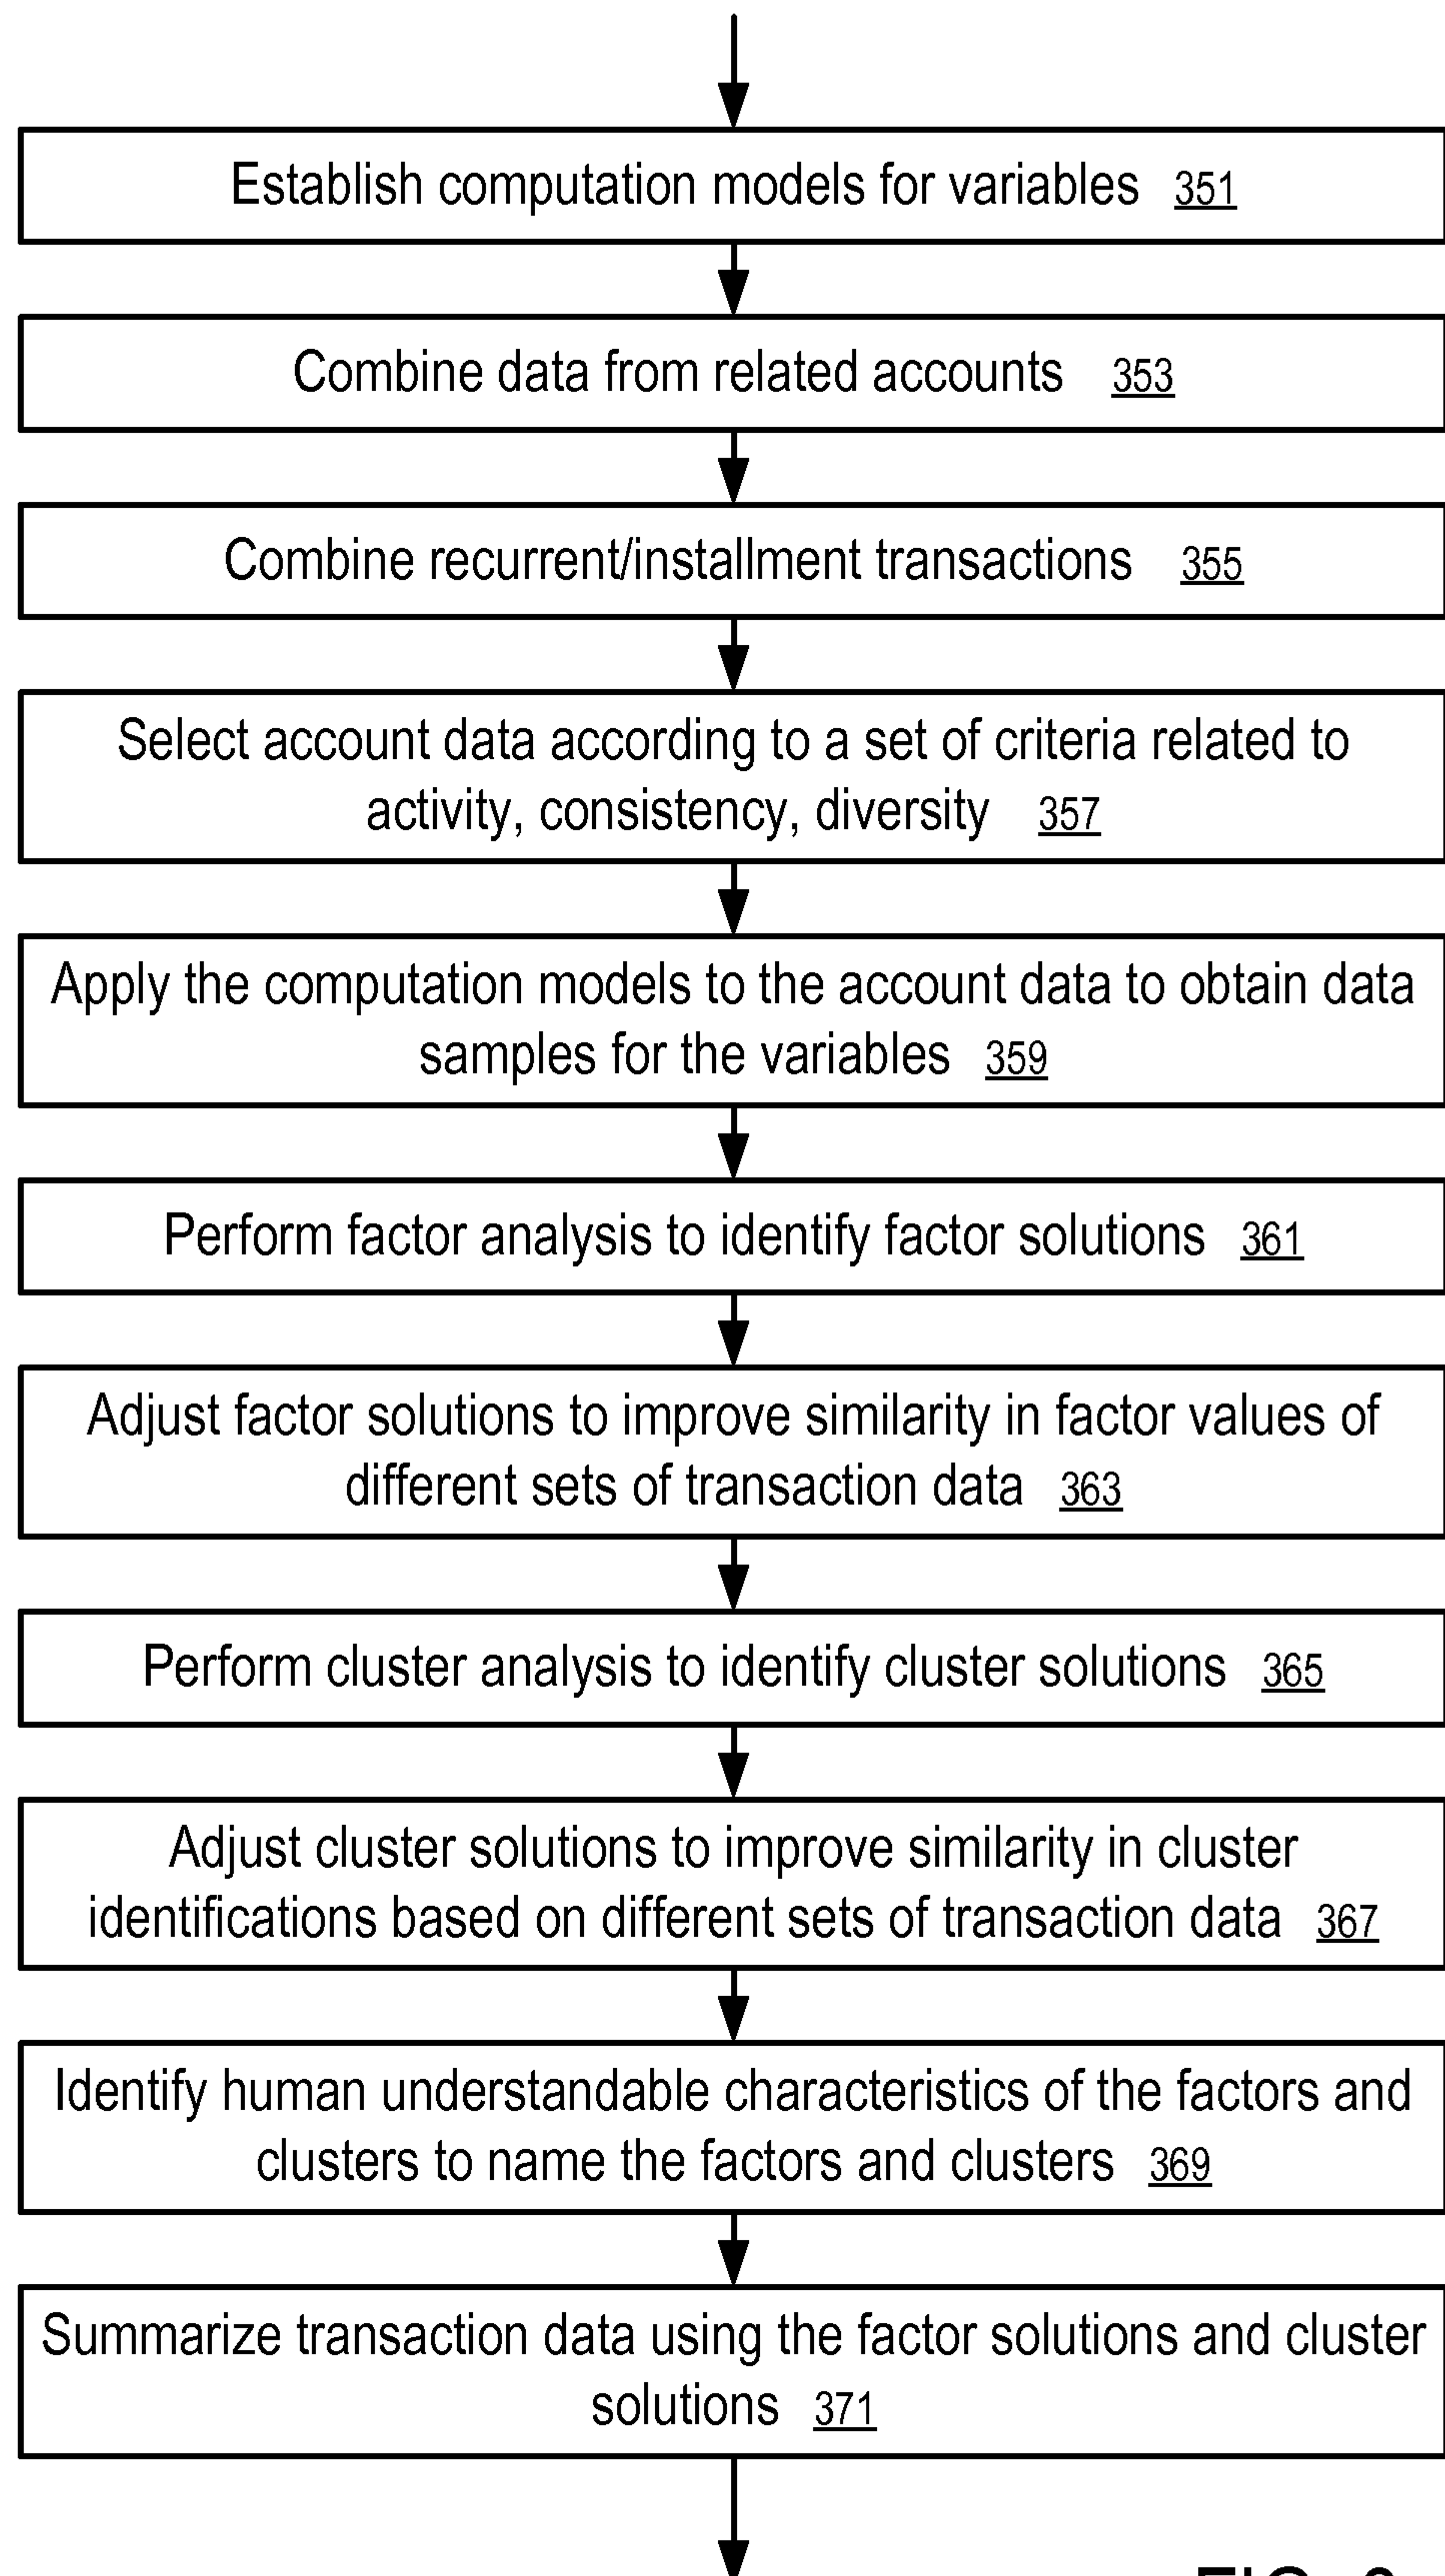 Establish computation models for variables 351
Combine data from related accounts 353
Combine recurrent/installment transactions 355
Select account data according to a set of criteria related to
activity, consistency, diversity 357
Apply the computation models to the account data to obtain data
samples for the variables 359
Perform factor analysis to identify factor solutions 361
Adjust factor solutions to improve similarity in factor values of
different sets of transaction data 363
Perform cluster analysis to identify cluster solutions 365
Adjust cluster solutions to improve similarity in cluster
identifications based on different sets of transaction data 367
Identify human understandable characteristics of the factors and
clusters to name the factors and clusters 369
Summarize transaction data using the factor solutions and cluster
solutions 371